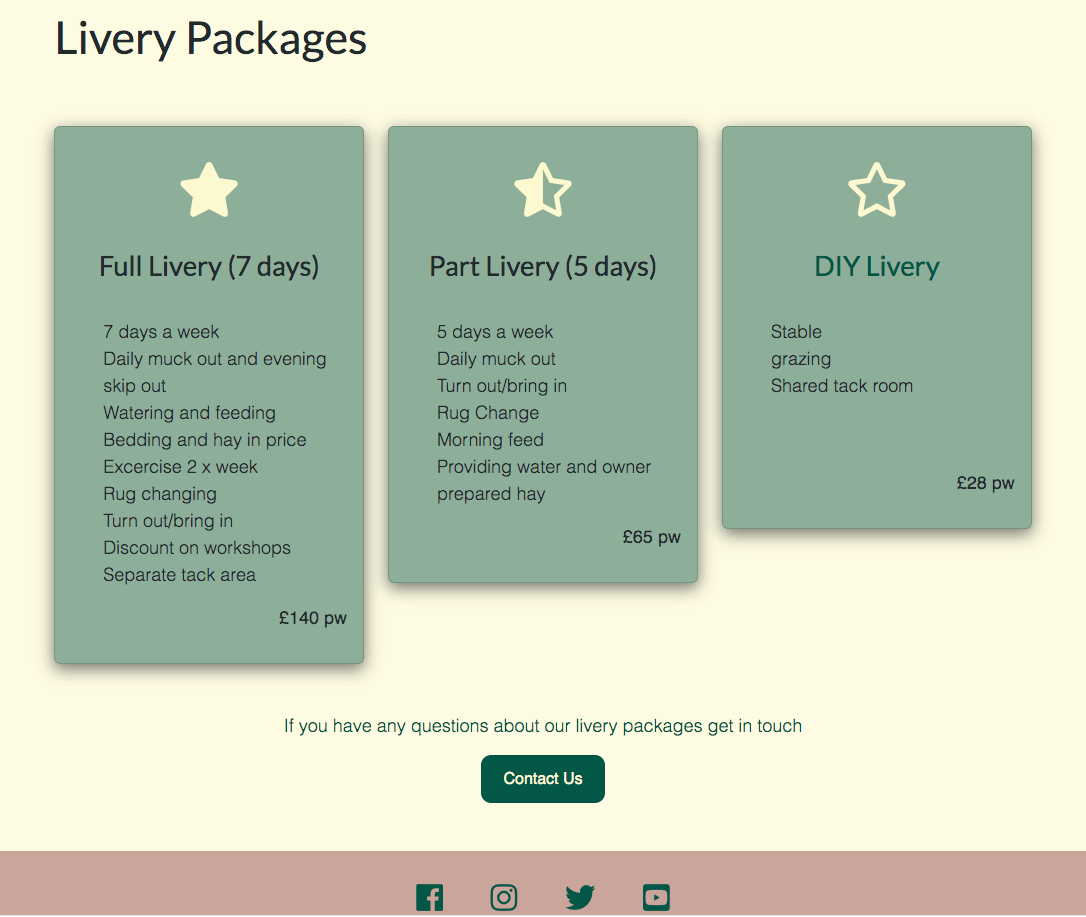 Livery Packages
Full Livery (7 days)
7 days a week
Daily muck out and evening
skip out
Watering and feeding
Bedding and hay in price
Excercise 2 x week
Rug changing
Turn out/bring in
Discount on workshops
Separate tack area
£140 pw
Part Livery (5 days)
5 days a week
Daily muck out
Turn out/bring in
Rug Change
Morning feed
Providing water and owner
prepared hay
£65 pw
DIY Livery
Stable
grazing
Shared tack room
£28 pw
If you have any questions about our livery packages get in touch
Contact Us